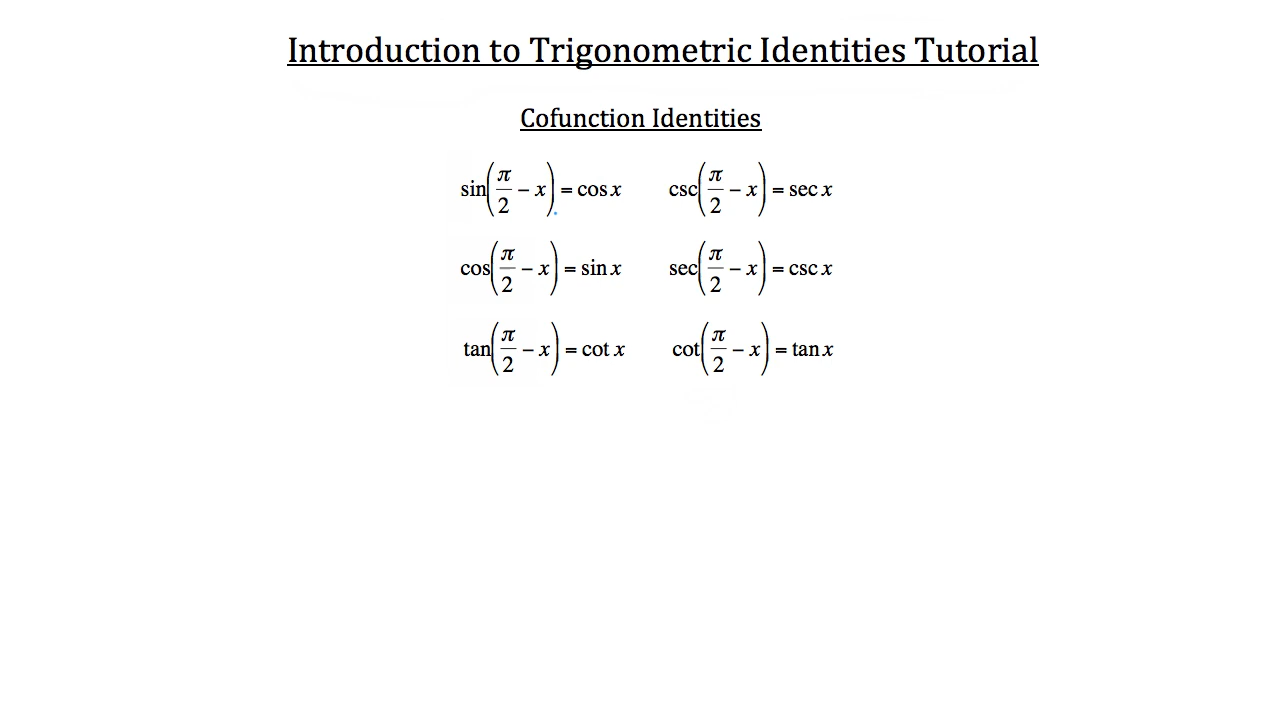 Introduction to Trigonometric Identities Tutorial
Cofunction Identities
sin(π/2 − x) = cos x    csc(π/2 − x) = sec x
cos(π/2 − x) = sin x    sec(π/2 − x) = csc x
tan(π/2 − x) = cot x    cot(π/2 − x) = tan x